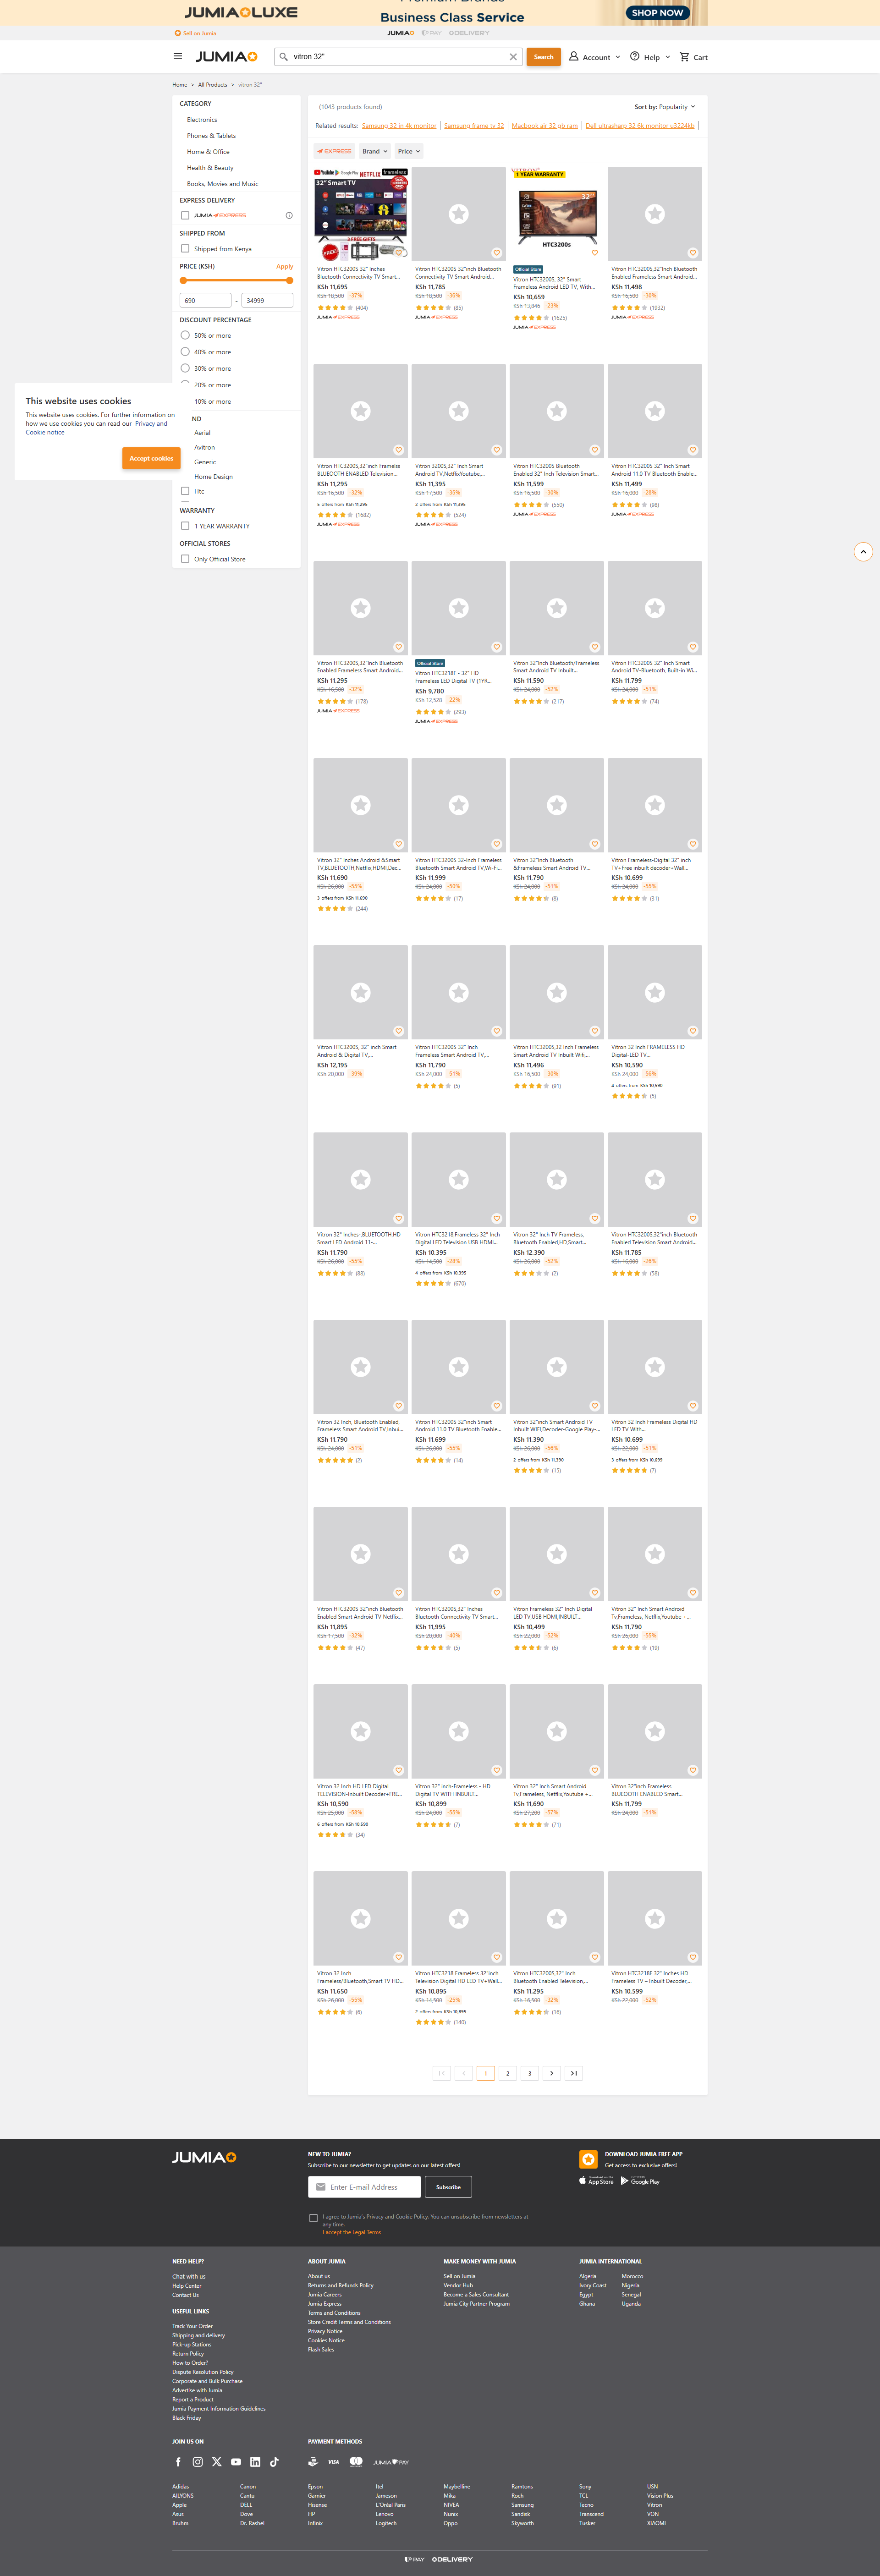 JUMIA LUXE
Business Class Service
SHOP NOW
Sell on Jumia
JUMIA
PAY
DELIVERY
JUMIA
vitron 32"
Search
Account
Help
Cart
Home > All Products > vitron 32"
CATEGORY
Electronics
Phones & Tablets
Home & Office
Health & Beauty
Books, Movies and Music
EXPRESS DELIVERY
JUMIA EXPRESS
SHIPPED FROM
Shipped from Kenya
PRICE (KSH)
Apply
690 - 34999
DISCOUNT PERCENTAGE
50% or more
40% or more
30% or more
20% or more
10% or more
ND
Aerial
Avitron
Generic
Home Design
Htc
WARRANTY
1 YEAR WARRANTY
OFFICIAL STORES
Only Official Store
This website uses cookies
This website uses cookies. For further information on
how we use cookies you can read our Privacy and
Cookie notice
Accept cookies
(1043 products found)
Sort by: Popularity
Related results: Samsung 32 in 4k monitor | Samsung frame tv 32 | Macbook air 32 gb ram | Dell ultrasharp 32 6k monitor u3224kb |
EXPRESS
Brand
Price
YouTube Google Play NETFLIX frameless
32" Smart TV
3 FREE GIFTS
FREE
Vitron HTC3200S 32" Inches
Bluetooth Connectivity TV Smart...
KSh 11,695
KSh 18,500 -37%
(404)
JUMIA EXPRESS
Vitron HTC3200S 32"inch Bluetooth
Connectivity TV Smart Android...
KSh 11,785
KSh 18,500 -36%
(85)
JUMIA EXPRESS
VITRON
1 YEAR WARRANTY
32"
HTC3200s
Official Store
Vitron HTC3200S, 32" Smart
Frameless Android LED TV, With...
KSh 10,659
KSh 13,846 -23%
(1625)
JUMIA EXPRESS
Vitron HTC3200S,32"Inch Bluetooth
Enabled Frameless Smart Android...
KSh 11,498
KSh 16,500 -30%
(1932)
JUMIA EXPRESS
Vitron HTC3200S,32"inch Framelss
BLUEOOTH ENABLED Television...
KSh 11,295
KSh 16,500 -32%
5 offers from KSh 11,295
(1682)
JUMIA EXPRESS
Vitron 3200S,32" Inch Smart
Android TV,NetflixYoutube,...
KSh 11,395
KSh 17,500 -35%
2 offers from KSh 11,395
(524)
JUMIA EXPRESS
Vitron HTC3200S Bluetooth
Enabled 32" Inch Television Smart...
KSh 11,599
KSh 16,500 -30%
(550)
JUMIA EXPRESS
Vitron HTC3200S 32" Inch Smart
Android 11.0 TV Bluetooth Enable...
KSh 11,499
KSh 16,000 -28%
(98)
JUMIA EXPRESS
Vitron HTC3200S,32"Inch Bluetooth
Enabled Frameless Smart Android...
KSh 11,295
KSh 16,500 -32%
(178)
JUMIA EXPRESS
Official Store
Vitron HTC3218F - 32" HD
Frameless LED Digital TV (1YR...
KSh 9,780
KSh 12,528 -22%
(293)
JUMIA EXPRESS
Vitron 32"Inch Bluetooth/Frameless
Smart Android TV Inbuilt...
KSh 11,590
KSh 24,000 -52%
(217)
Vitron HTC3200S 32" Inch Smart
Android TV-Bluetooth, Built-in Wi...
KSh 11,799
KSh 24,000 -51%
(74)
Vitron 32" Inches Android &Smart
TV,BLUETOOTH,Netflix,HDMI,Dec...
KSh 11,690
KSh 26,000 -55%
3 offers from KSh 11,690
(244)
Vitron HTC3200S 32-Inch Frameless
Bluetooth Smart Android TV,Wi-Fi...
KSh 11,999
KSh 24,000 -50%
(17)
Vitron 32"Inch Bluetooth
&Frameless Smart Android TV...
KSh 11,790
KSh 24,000 -51%
(8)
Vitron Frameless-Digital 32" inch
TV+Free inbuilt decoder+Wall...
KSh 10,699
KSh 24,000 -55%
(31)
Vitron HTC3200S, 32" inch Smart
Android & Digital TV,...
KSh 12,195
KSh 20,000 -39%
Vitron HTC3200S 32" Inch
Frameless Smart Android TV,...
KSh 11,790
KSh 24,000 -51%
(5)
Vitron HTC3200S,32 Inch Frameless
Smart Android TV Inbuilt Wifi,...
KSh 11,496
KSh 16,500 -30%
(91)
Vitron 32 Inch FRAMELESS HD
Digital-LED TV...
KSh 10,590
KSh 24,000 -56%
4 offers from KSh 10,590
(5)
Vitron 32" Inches-,BLUETOOTH,HD
Smart LED Android 11-...
KSh 11,790
KSh 26,000 -55%
(88)
Vitron HTC3218,Frameless 32" Inch
Digital LED Television USB HDMI...
KSh 10,395
KSh 14,500 -28%
4 offers from KSh 10,395
(670)
Vitron 32" Inch TV Frameless,
Bluetooth Enabled,HD,Smart...
KSh 12,390
KSh 26,000 -52%
(2)
Vitron HTC3200S,32"inch Bluetooth
Enabled Television Smart Android...
KSh 11,785
KSh 16,000 -26%
(58)
Vitron 32 Inch, Bluetooth Enabled,
Frameless Smart Android TV,Inbui...
KSh 11,790
KSh 24,000 -51%
(2)
Vitron HTC3200S 32"inch Smart
Android 11.0 TV Bluetooth Enable...
KSh 11,699
KSh 26,000 -55%
(14)
Vitron 32"inch Smart Android TV
Inbuilt WIFI,Decoder-Google Play-...
KSh 11,390
KSh 26,000 -56%
2 offers from KSh 11,390
(15)
Vitron 32 Inch Frameless Digital HD
LED TV With...
KSh 10,699
KSh 22,000 -51%
3 offers from KSh 10,699
(7)
Vitron HTC3200S 32"inch Bluetooth
Enabled Smart Android TV Netflix...
KSh 11,895
KSh 17,500 -32%
(47)
Vitron HTC3200S,32" Inches
Bluetooth Connectivity TV Smart...
KSh 11,995
KSh 20,000 -40%
(5)
Vitron Frameless 32" Inch Digital
LED TV,USB-HDMI,INBUILT...
KSh 10,499
KSh 22,000 -52%
(6)
Vitron 32" Inch Smart Android
Tv,Frameless, Netflix,Youtube +...
KSh 11,790
KSh 26,000 -55%
(19)
Vitron 32 Inch HD LED Digital
TELEVISION-Inbuilt Decoder+FRE...
KSh 10,590
KSh 25,000 -58%
6 offers from KSh 10,590
(34)
Vitron 32" inch-Frameless - HD
Digital TV WITH INBUILT...
KSh 10,899
KSh 24,000 -55%
(7)
Vitron 32" Inch Smart Android
Tv,Frameless, Netflix,Youtube +...
KSh 11,690
KSh 27,200 -57%
(71)
Vitron 32"inch Frameless
BLUEOOTH ENABLED Smart...
KSh 11,799
KSh 24,000 -51%
Vitron 32 Inch
Frameless/Bluetooth,Smart TV HD...
KSh 11,650
KSh 26,000 -55%
(6)
Vitron HTC3218 Frameless 32"inch
Television Digital HD LED TV+Wall...
KSh 10,895
KSh 14,500 -25%
2 offers from KSh 10,895
(140)
Vitron HTC3200S,32" Inch
Bluetooth Enabled Television,...
KSh 11,295
KSh 16,500 -32%
(16)
Vitron HTC3218F 32" Inches HD
Frameless TV – Inbuilt Decoder,...
KSh 10,599
KSh 22,000 -52%
1
2
3
JUMIA
NEW TO JUMIA?
Subscribe to our newsletter to get updates on our latest offers!
Enter E-mail Address
Subscribe
I agree to Jumia's Privacy and Cookie Policy. You can unsubscribe from newsletters at
any time.
I accept the Legal Terms
DOWNLOAD JUMIA FREE APP
Get access to exclusive offers!
Download on the App Store
GET IT ON Google Play
NEED HELP?
Chat with us
Help Center
Contact Us
USEFUL LINKS
Track Your Order
Shipping and delivery
Pick-up Stations
Return Policy
How to Order?
Dispute Resolution Policy
Corporate and Bulk Purchase
Advertise with Jumia
Report a Product
Jumia Payment Information Guidelines
Black Friday
ABOUT JUMIA
About us
Returns and Refunds Policy
Jumia Careers
Jumia Express
Terms and Conditions
Store Credit Terms and Conditions
Privacy Notice
Cookies Notice
Flash Sales
MAKE MONEY WITH JUMIA
Sell on Jumia
Vendor Hub
Become a Sales Consultant
Jumia City Partner Program
JUMIA INTERNATIONAL
Algeria
Ivory Coast
Egypt
Ghana
Morocco
Nigeria
Senegal
Uganda
JOIN US ON
PAYMENT METHODS
VISA
JUMIA PAY
Adidas
AILYONS
Apple
Asus
Bruhm
Canon
Cantu
DELL
Dove
Dr. Rashel
Epson
Garnier
Hisense
HP
Infinix
Itel
Jameson
L'Oréal Paris
Lenovo
Logitech
Maybelline
Mika
NIVEA
Nunix
Oppo
Ramtons
Roch
Samsung
Sandisk
Skyworth
Sony
TCL
Tecno
Transcend
Tusker
USN
Vision Plus
Vitron
VON
XIAOMI
PAY
DELIVERY